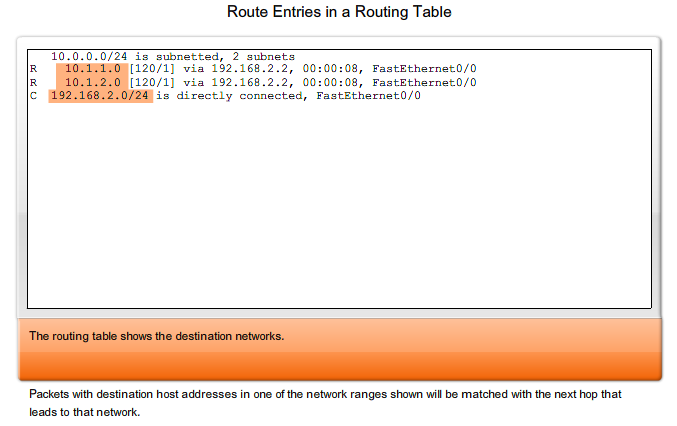 Route Entries in a Routing Table
10.0.0.0/24 is subnetted, 2 subnets
R 10.1.1.0 [120/1] via 192.168.2.2, 00:00:08, FastEthernet0/0
R 10.1.2.0 [120/1] via 192.168.2.2, 00:00:08, FastEthernet0/0
C 192.168.2.0/24 is directly connected, FastEthernet0/0
The routing table shows the destination networks.
Packets with destination host addresses in one of the network ranges shown will be matched with the next hop that
leads to that network.